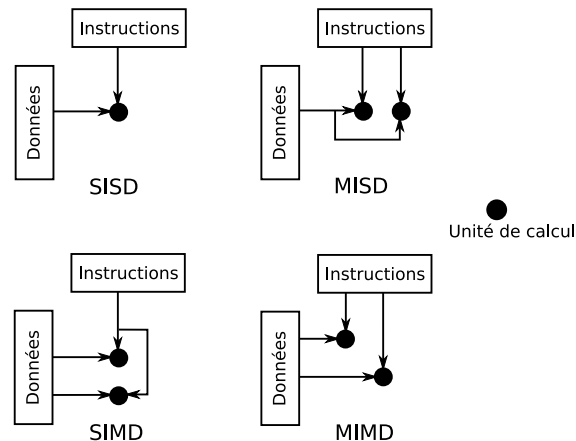 Instructions
Données
SISD
Instructions
Données
MISD
Unité de calcul
Instructions
Données
SIMD
Instructions
Données
MIMD